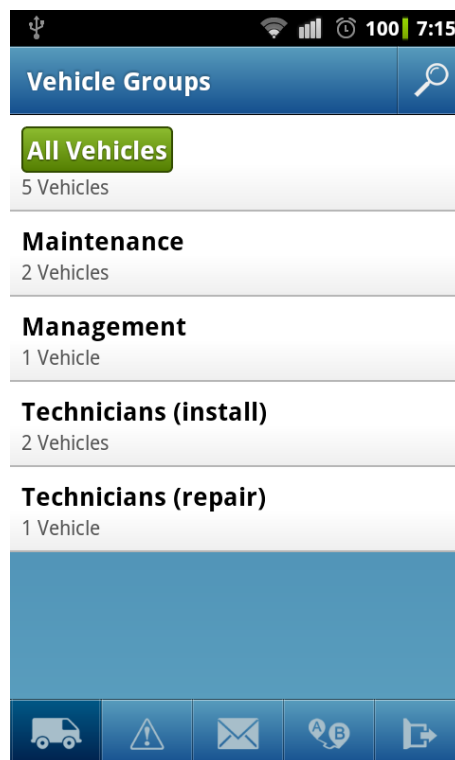 100 7:15
Vehicle Groups
All Vehicles
5 Vehicles
Maintenance
2 Vehicles
Management
1 Vehicle
Technicians (install)
2 Vehicles
Technicians (repair)
1 Vehicle
A B